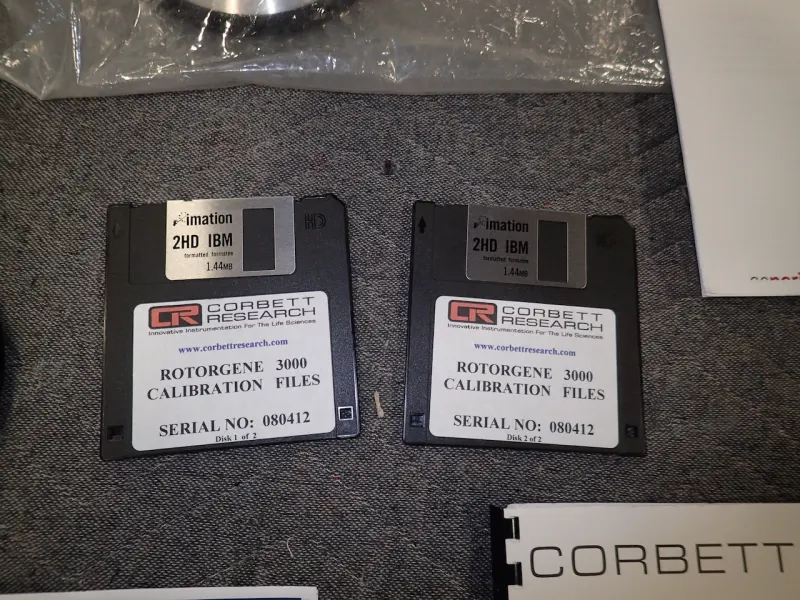 imation
2HD IBM
formatted formatée
1.44MB
HD
CR CORBETT
RESEARCH
Innovative Instrumentation For The Life Sciences
www.corbettresearch.com
ROTORGENE 3000
CALIBRATION FILES
SERIAL NO: 080412
Disk 1 of 2
imation
2HD IBM
formatted formatée
1.44MB
CR CORBETT
RESEARCH
Innovative Instrumentation For The Life Sciences
www.corbettresearch.com
ROTORGENE 3000
CALIBRATION FILES
SERIAL NO: 080412
Disk 2 of 2
CORBETT